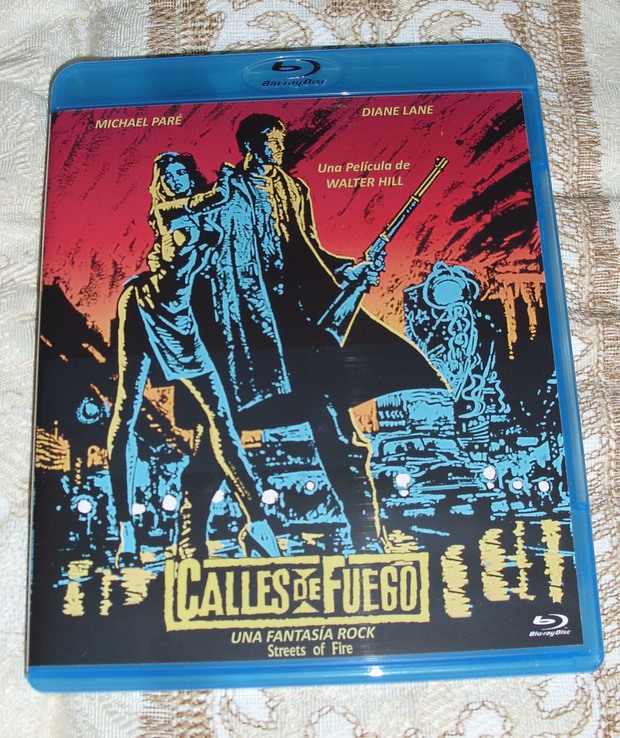 Blu-ray Disc
MICHAEL PARÉ
DIANE LANE
Una Película de
WALTER HILL
CALLES DE FUEGO
UNA FANTASÍA ROCK
Streets of Fire
Blu-ray Disc